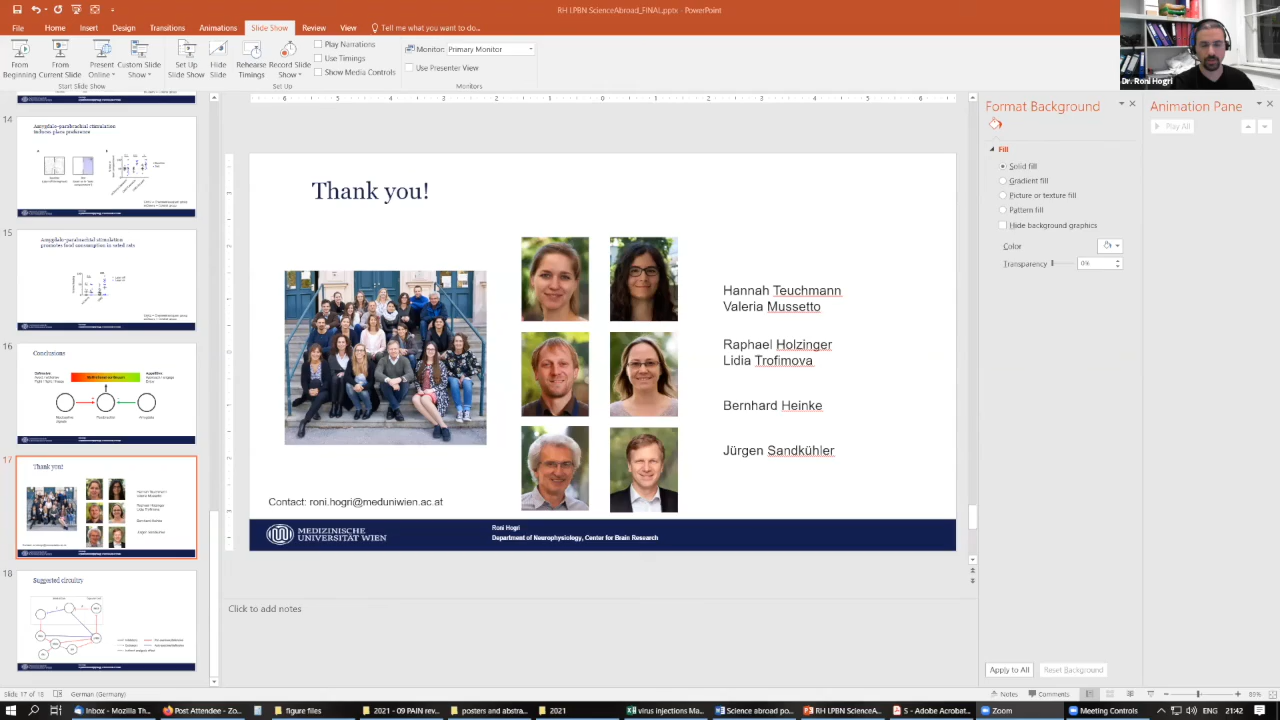 RH LPBN ScienceAbroad_FINAL.pptx - PowerPoint
File Home Insert Design Transitions Animations Slide Show Review View Tell me what you want to do...
From Beginning
From Current Slide
Present Online
Custom Slide Show
Start Slide Show
Set Up Slide Show
Hide Slide
Rehearse Timings
Record Slide Show
Play Narrations
Use Timings
Show Media Controls
Set Up
Monitor: Primary Monitor
Use Presenter View
Monitors
Dr. Roni Hogri
14
Amygdalo-parabrachial stimulation
induces place preference
15
Amygdalo-parabrachial stimulation
promotes food consumption in sated rats
16
Conclusions
Parabrachial
Amygdala
17
Thank you!
18
Suggested circuitry
Thank you!
Hannah Teuchmann
Valeria Mussetto
Raphael Holzinger
Lidia Trofimova
Bernhard Heinke
Jürgen Sandkühler
Contact: roni.hogri@meduniwien.ac.at
MEDIZINISCHE
UNIVERSITÄT WIEN
Roni Hogri
Department of Neurophysiology, Center for Brain Research
Click to add notes
Format Background
Fill
Solid fill
Gradient fill
Picture or texture fill
Pattern fill
Hide background graphics
Color
Transparency 0%
Apply to All Reset Background
Animation Pane
Play All
Slide 17 of 18 German (Germany) Notes Comments 89%
Inbox - Mozilla Th... Post Attendee - Zo... figure files 2021 - 09 PAIN rev... posters and abstra... 2021 virus injections Ma... Science abroad po... RH LPBN ScienceA... S - Adobe Acrobat... Zoom Meeting Controls ENG 21:42